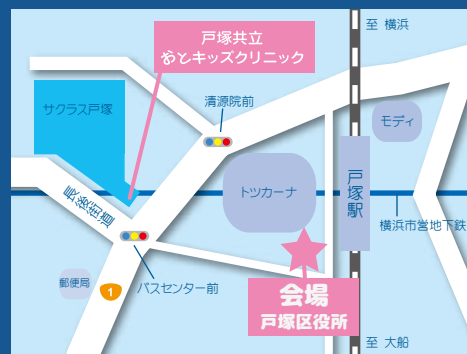 至 横浜
戸塚共立
おとキッズクリニック
清源院前
サクラス戸塚
モディ
トツカーナ
戸塚駅
長後街道
横浜市営地下鉄
バスセンター前
郵便局
1
会場
戸塚区役所
至 大船